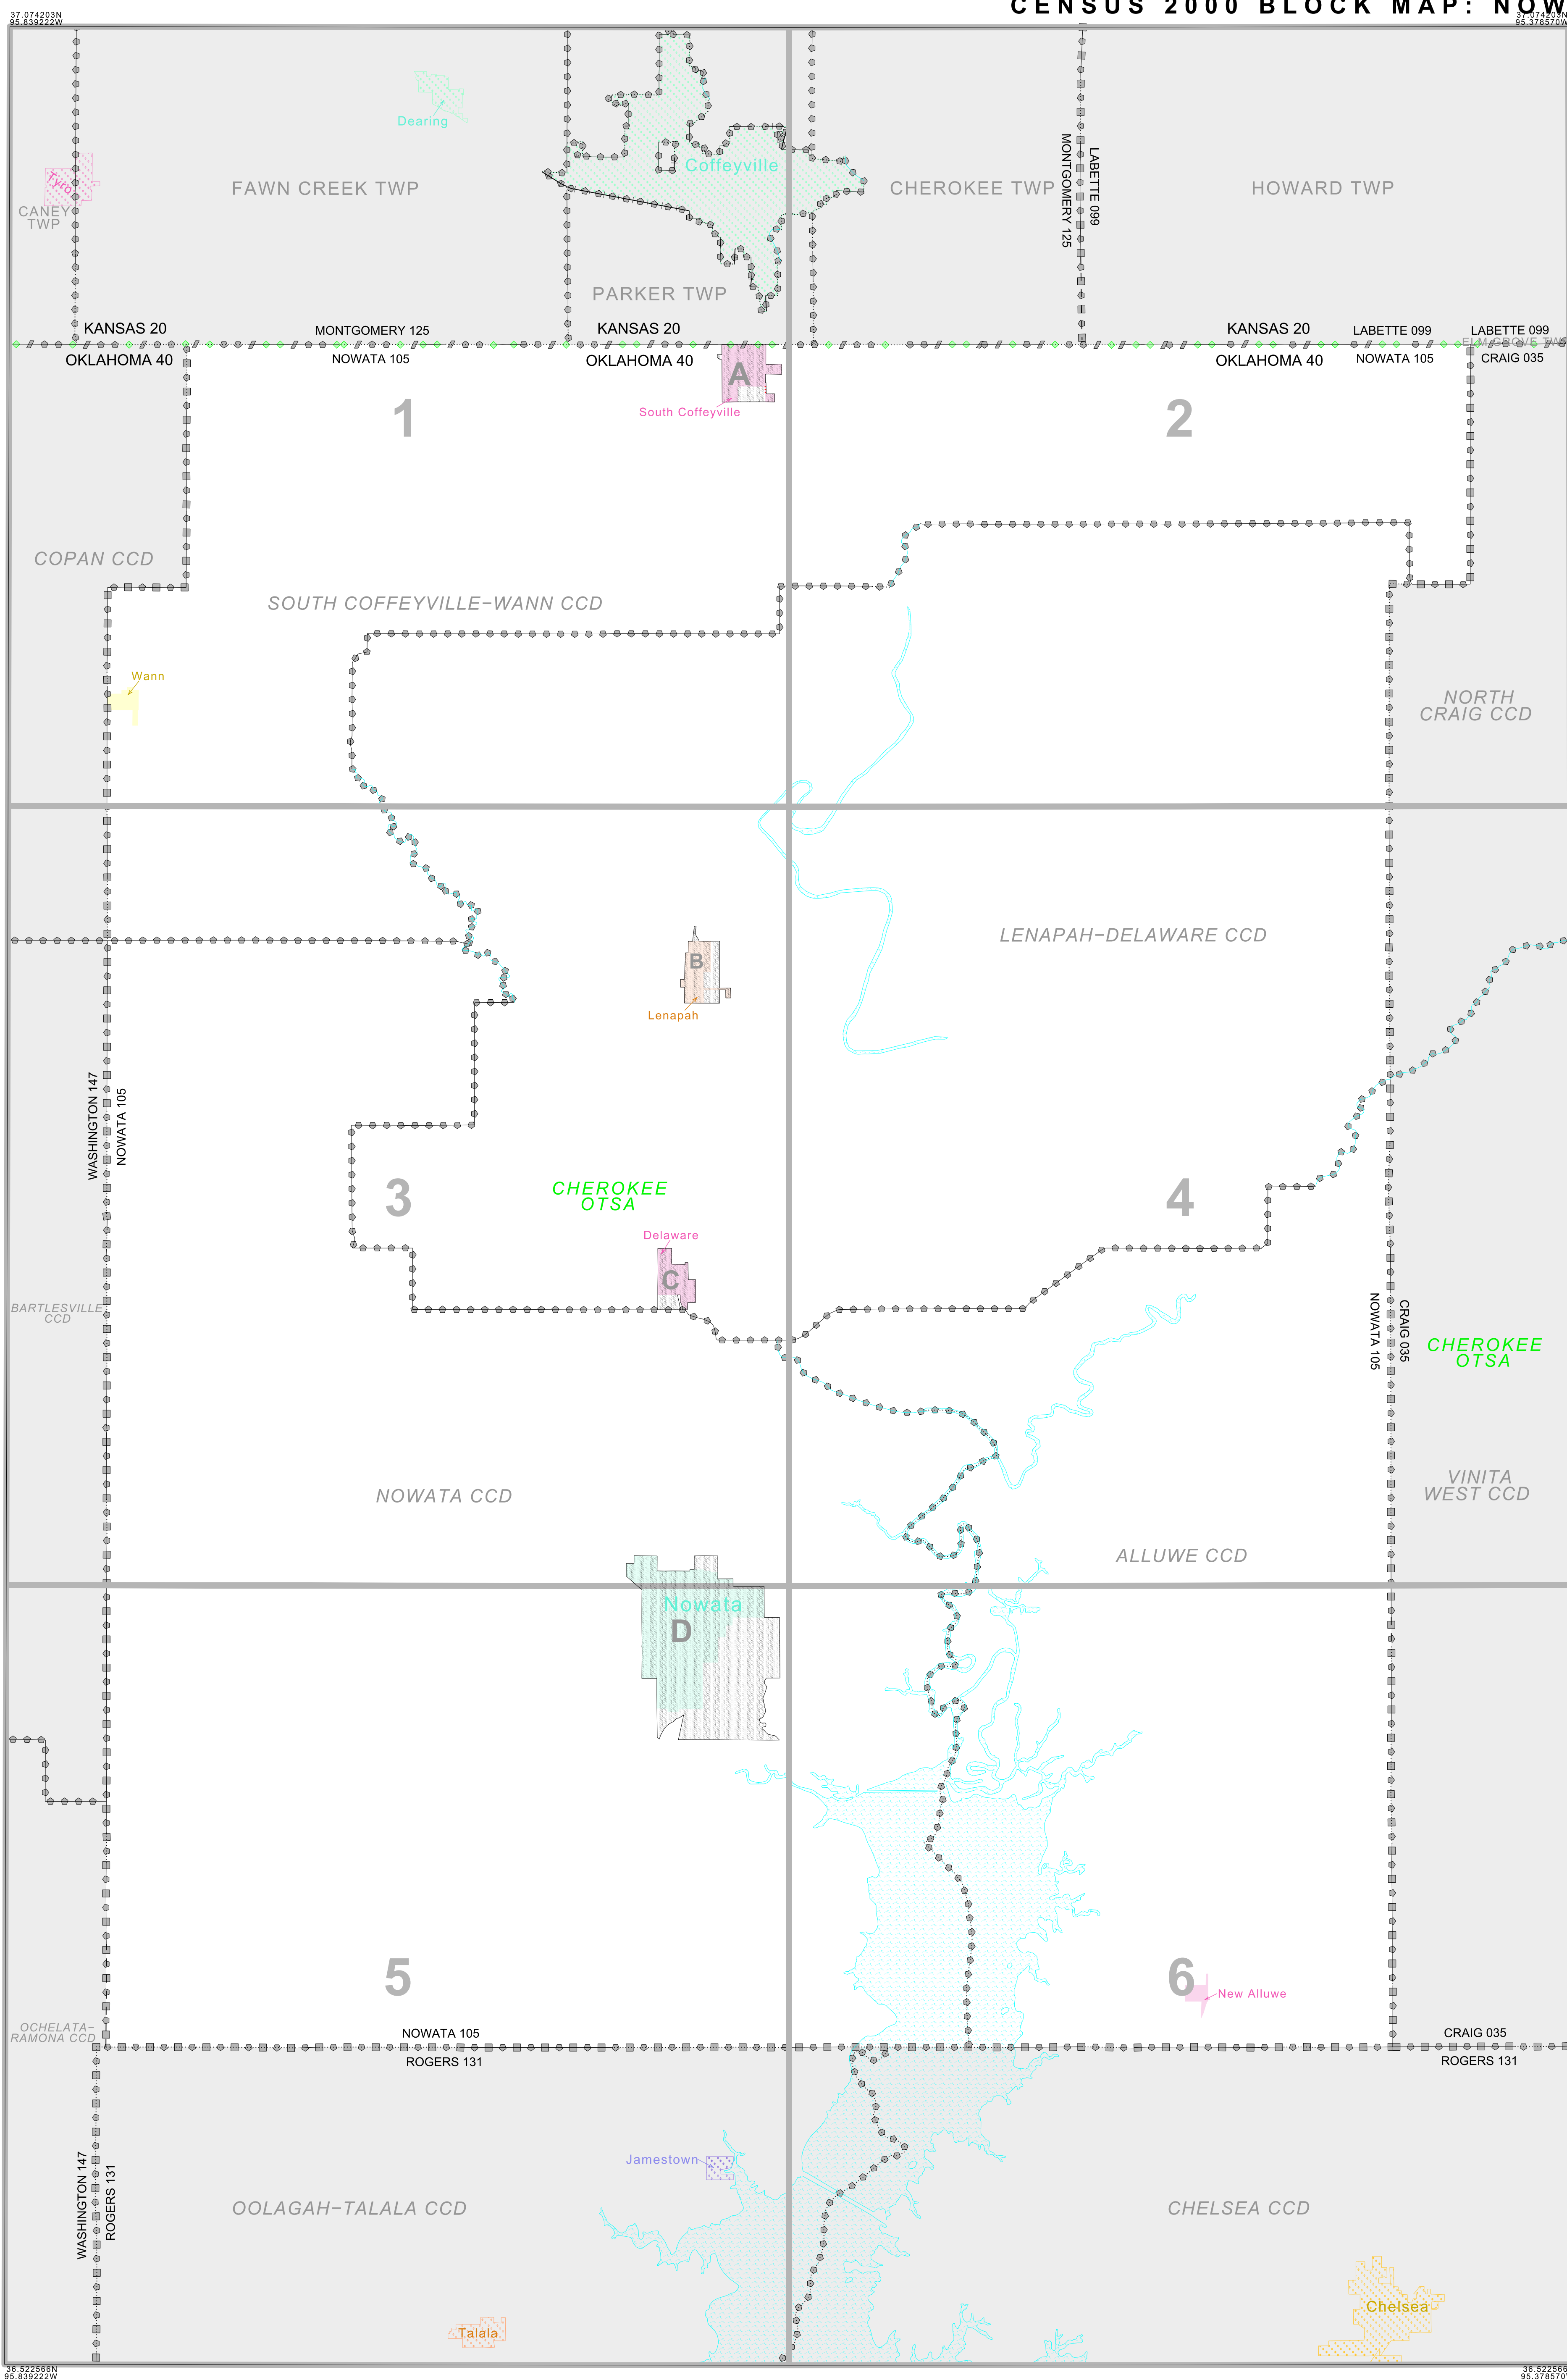 CENSUS 2000 BLOCK MAP: NOW
37.074203N
95.839222W
37.074203N
95.378570W
Dearing
Tyro
CANEY
TWP
FAWN CREEK TWP
Coffeyville
CHEROKEE TWP
MONTGOMERY 125
LABETTE 099
HOWARD TWP
PARKER TWP
KANSAS 20
MONTGOMERY 125
KANSAS 20
KANSAS 20
LABETTE 099
LABETTE 099
ELM GROVE TWP
OKLAHOMA 40
NOWATA 105
OKLAHOMA 40
OKLAHOMA 40
NOWATA 105
CRAIG 035
A
South Coffeyville
1
2
COPAN CCD
SOUTH COFFEYVILLE-WANN CCD
Wann
NORTH
CRAIG CCD
LENAPAH-DELAWARE CCD
B
Lenapah
WASHINGTON 147
NOWATA 105
3
CHEROKEE
OTSA
4
Delaware
C
BARTLESVILLE
CCD
NOWATA 105
CRAIG 035
CHEROKEE
OTSA
NOWATA CCD
VINITA
WEST CCD
ALLUWE CCD
Nowata
D
5
6
New Alluwe
OCHELATA-
RAMONA CCD
NOWATA 105
ROGERS 131
CRAIG 035
ROGERS 131
WASHINGTON 147
ROGERS 131
Jamestown
OOLAGAH-TALALA CCD
CHELSEA CCD
Talala
Chelsea
36.522566N
95.839222W
36.522566
95.378570